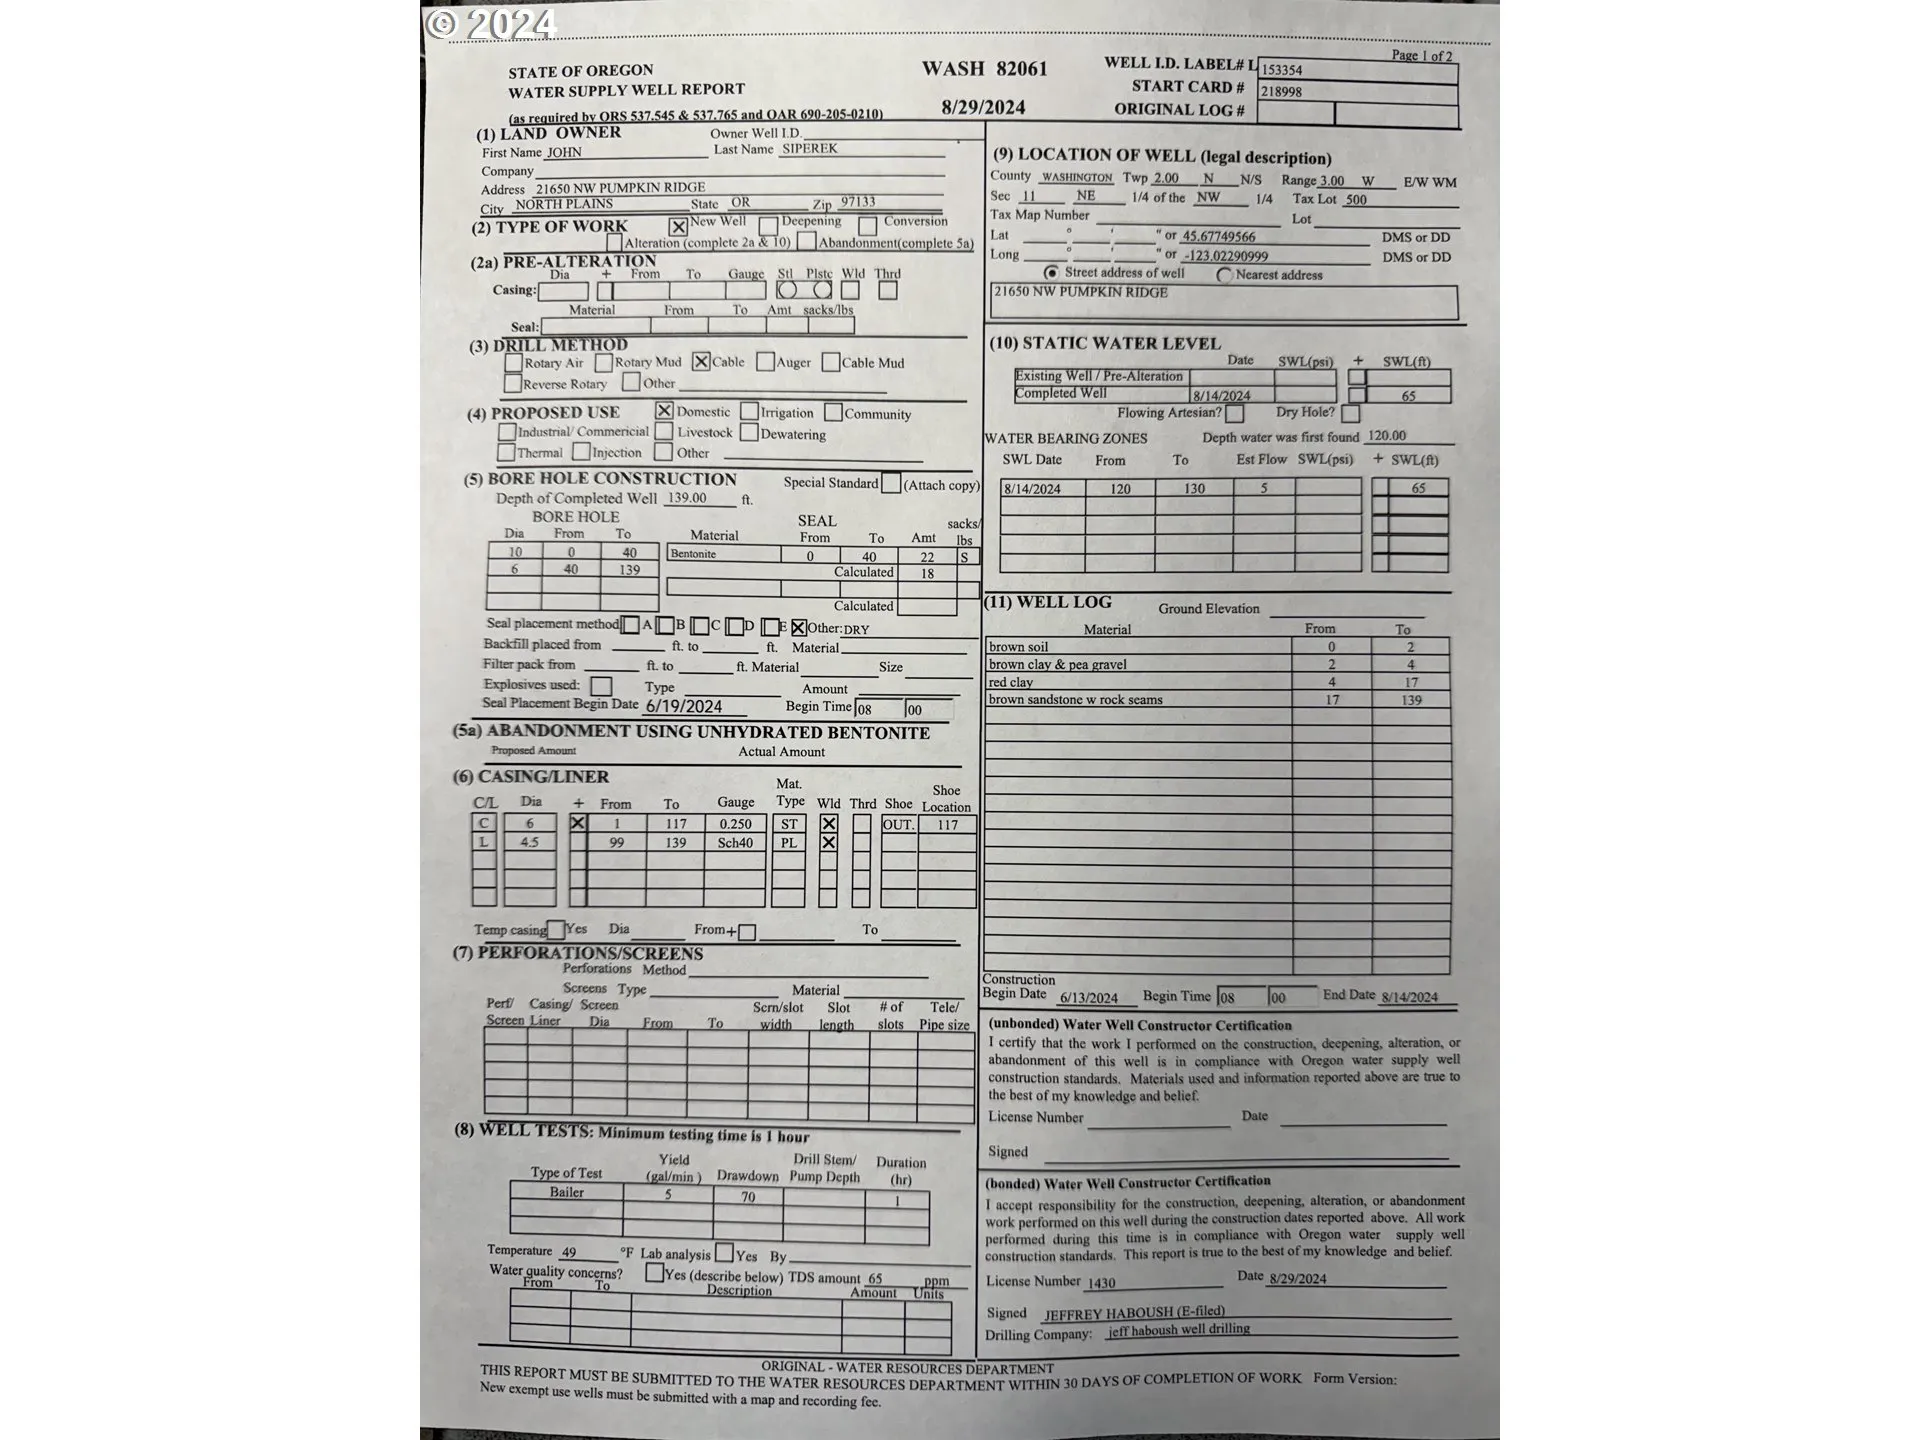 © 2024
Page 1 of 2
STATE OF OREGON
WATER SUPPLY WELL REPORT
(as required by ORS 537.545 & 537.765 and OAR 690-205-0210)
WASH 82061
8/29/2024
WELL I.D. LABEL# L 153354
START CARD # 218998
ORIGINAL LOG #
(1) LAND OWNER Owner Well I.D.
First Name JOHN Last Name SIPEREK
Company
Address 21650 NW PUMPKIN RIDGE
City NORTH PLAINS State OR Zip 97133
(2) TYPE OF WORK X New Well Deepening Conversion
Alteration (complete 2a & 10) Abandonment(complete 5a)
(2a) PRE-ALTERATION
Dia + From To Gauge Stl Plstc Wld Thrd
Casing:
Material From To Amt sacks/lbs
Seal:
(3) DRILL METHOD
Rotary Air Rotary Mud X Cable Auger Cable Mud
Reverse Rotary Other
(4) PROPOSED USE X Domestic Irrigation Community
Industrial/ Commericial Livestock Dewatering
Thermal Injection Other
(5) BORE HOLE CONSTRUCTION Special Standard (Attach copy)
Depth of Completed Well 139.00 ft.
BORE HOLE SEAL sacks/
Dia From To Material From To Amt lbs
10 0 40 Bentonite 0 40 22 S
6 40 139 Calculated 18
Calculated
Seal placement method A B C D E X Other: DRY
Backfill placed from ft. to ft. Material
Filter pack from ft. to ft. Material Size
Explosives used: Type Amount
Seal Placement Begin Date 6/19/2024 Begin Time 08 00
(5a) ABANDONMENT USING UNHYDRATED BENTONITE
Proposed Amount Actual Amount
(6) CASING/LINER
Mat. Shoe
C/L Dia + From To Gauge Type Wld Thrd Shoe Location
C 6 X 1 117 0.250 ST X OUT. 117
L 4.5 99 139 Sch40 PL X
Temp casing Yes Dia From + To
(7) PERFORATIONS/SCREENS
Perforations Method
Screens Type Material
Perf/ Casing/ Screen Scrn/slot Slot # of Tele/
Screen Liner Dia From To width length slots Pipe size
(8) WELL TESTS: Minimum testing time is 1 hour
Yield Drill Stem/ Duration
Type of Test (gal/min ) Drawdown Pump Depth (hr)
Bailer 5 70 1
Temperature 49 °F Lab analysis Yes By
Water quality concerns? Yes (describe below) TDS amount 65 ppm
From To Description Amount Units
(9) LOCATION OF WELL (legal description)
County WASHINGTON Twp 2.00 N N/S Range 3.00 W E/W WM
Sec 11 NE 1/4 of the NW 1/4 Tax Lot 500
Tax Map Number Lot
Lat ° ' " or 45.67749566 DMS or DD
Long ° ' " or -123.02290999 DMS or DD
Street address of well Nearest address
21650 NW PUMPKIN RIDGE
(10) STATIC WATER LEVEL
Date SWL(psi) + SWL(ft)
Existing Well / Pre-Alteration
Completed Well 8/14/2024 65
Flowing Artesian? Dry Hole?
WATER BEARING ZONES Depth water was first found 120.00
SWL Date From To Est Flow SWL(psi) + SWL(ft)
8/14/2024 120 130 5 65
(11) WELL LOG Ground Elevation
Material From To
brown soil 0 2
brown clay & pea gravel 2 4
red clay 4 17
brown sandstone w rock seams 17 139
Construction
Begin Date 6/13/2024 Begin Time 08 00 End Date 8/14/2024
(unbonded) Water Well Constructor Certification
I certify that the work I performed on the construction, deepening, alteration, or
abandonment of this well is in compliance with Oregon water supply well
construction standards. Materials used and information reported above are true to
the best of my knowledge and belief.
License Number Date
Signed
(bonded) Water Well Constructor Certification
I accept responsibility for the construction, deepening, alteration, or abandonment
work performed on this well during the construction dates reported above. All work
performed during this time is in compliance with Oregon water supply well
construction standards. This report is true to the best of my knowledge and belief.
License Number 1430 Date 8/29/2024
Signed JEFFREY HABOUSH (E-filed)
Drilling Company: jeff haboush well drilling
ORIGINAL - WATER RESOURCES DEPARTMENT
THIS REPORT MUST BE SUBMITTED TO THE WATER RESOURCES DEPARTMENT WITHIN 30 DAYS OF COMPLETION OF WORK Form Version:
New exempt use wells must be submitted with a map and recording fee.